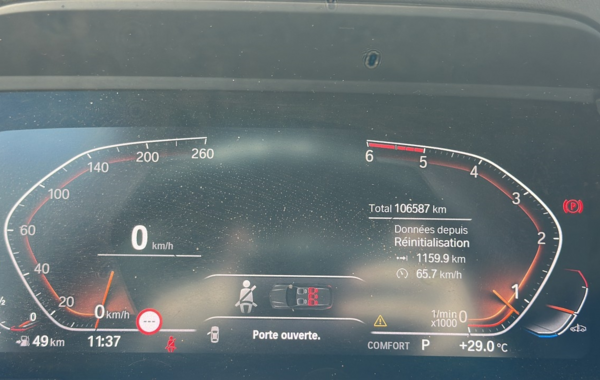 260
200
140
100
60
40
20
0 km/h
0 km/h
6
5
4
3
2
1
0
1/min
x1000
Total 106587 km
Données depuis
Réinitialisation
1159.9 km
65.7 km/h
P
---
Porte ouverte.
0
49 km
11:37
COMFORT P +29.0 °C